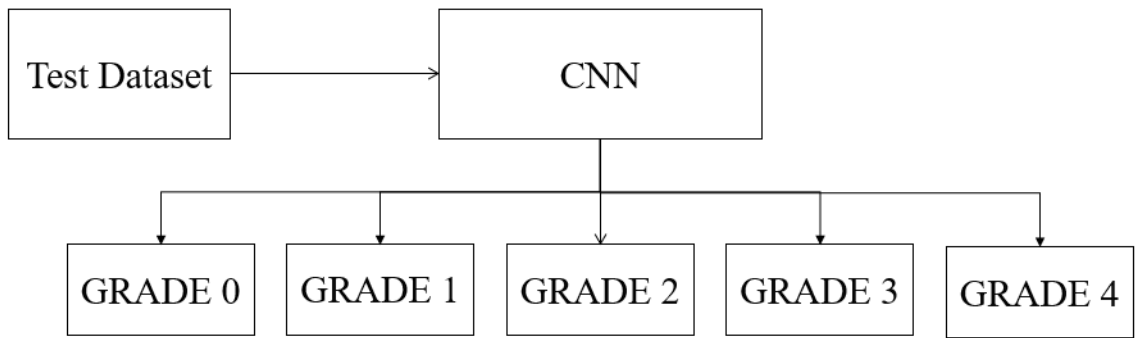 Test Dataset
CNN
GRADE 0
GRADE 1
GRADE 2
GRADE 3
GRADE 4